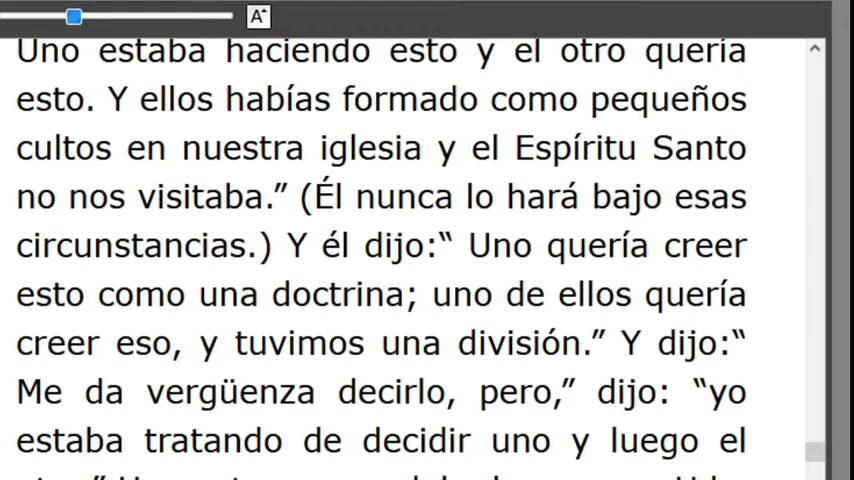 A
Uno estaba haciendo esto y el otro quería
esto. Y ellos habías formado como pequeños
cultos en nuestra iglesia y el Espíritu Santo
no nos visitaba.” (Él nunca lo hará bajo esas
circunstancias.) Y él dijo:“ Uno quería creer
esto como una doctrina; uno de ellos quería
creer eso, y tuvimos una división.” Y dijo:“
Me da vergüenza decirlo, pero,” dijo: “yo
estaba tratando de decidir uno y luego el